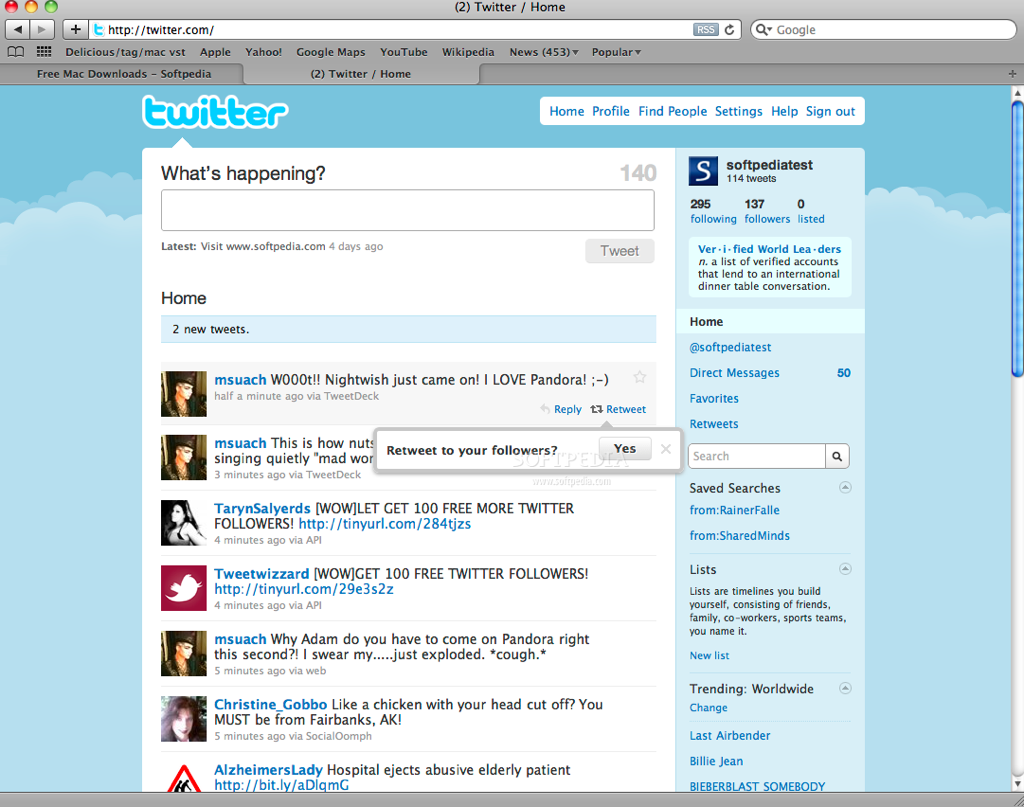 (2) Twitter / Home
http://twitter.com/
RSS
Google
Delicious/tag/mac vst Apple Yahoo! Google Maps YouTube Wikipedia News (453) Popular
Free Mac Downloads – Softpedia
(2) Twitter / Home
twitter
Home Profile Find People Settings Help Sign out
What's happening?
140
Latest: Visit www.softpedia.com 4 days ago
Tweet
Home
2 new tweets.
msuach W000t!! Nightwish just came on! I LOVE Pandora! ;-)
half a minute ago via TweetDeck
Reply Retweet
Retweet to your followers? Yes
SOFTPEDIA
www.softpedia.com
msuach This is how nuts
singing quietly "mad wor
3 minutes ago via TweetDeck
TarynSalyerds [WOW]LET GET 100 FREE MORE TWITTER
FOLLOWERS! http://tinyurl.com/284tjzs
4 minutes ago via API
Tweetwizzard [WOW]GET 100 FREE TWITTER FOLLOWERS!
http://tinyurl.com/29e3s2z
4 minutes ago via API
msuach Why Adam do you have to come on Pandora right
this second?! I swear my.....just exploded. *cough.*
5 minutes ago via web
Christine_Gobbo Like a chicken with your head cut off? You
MUST be from Fairbanks, AK!
5 minutes ago via SocialOomph
AlzheimersLady Hospital ejects abusive elderly patient
http://bit.ly/aDlqmG
S
softpediatest
114 tweets
295 137 0
following followers listed
Ver·i·fied World Lea·ders
n. a list of verified accounts
that lend to an international
dinner table conversation.
Home
@softpediatest
Direct Messages 50
Favorites
Retweets
Search
Saved Searches
from:RainerFalle
from:SharedMinds
Lists
Lists are timelines you build
yourself, consisting of friends,
family, co-workers, sports teams,
you name it.
New list
Trending: Worldwide
Change
Last Airbender
Billie Jean
BIEBERBLAST SOMEBODY